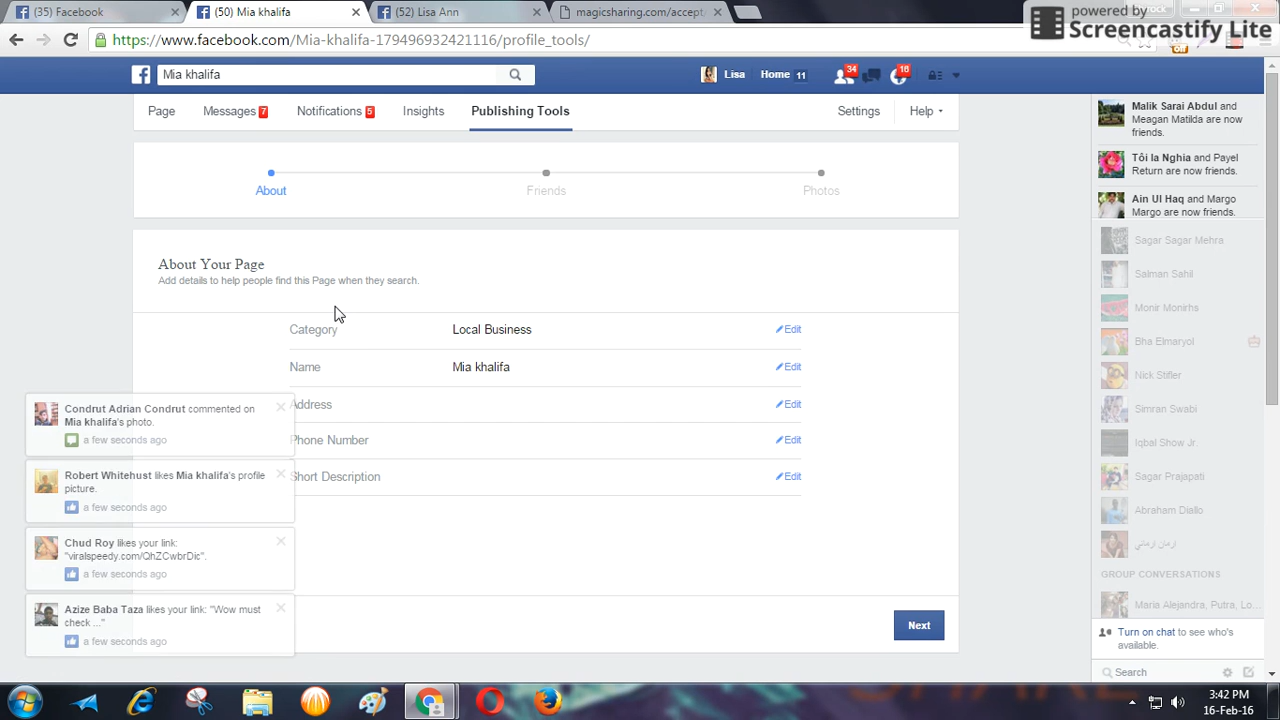 (35) Facebook
(50) Mia khalifa
(52) Lisa Ann
magicsharing.com/accept/
powered by
Screencastify Lite
https://www.facebook.com/Mia-khalifa-1794169324211116/profile_tools/
off
Mia khalifa
Lisa
Home 11
34
16
Page
Messages 7
Notifications 5
Insights
Publishing Tools
Settings
Help
About
Friends
Photos
About Your Page
Add details to help people find this Page when they search.
Category
Local Business
Edit
Name
Mia khalifa
Edit
Address
Edit
Phone Number
Edit
Short Description
Edit
Next
Condrut Adrian Condrut commented on
Mia khalifa's photo.
a few seconds ago
Robert Whitehust likes Mia khalifa's profile
picture.
a few seconds ago
Chud Roy likes your link:
"viralspeedy.com/QhZCwbrDic".
a few seconds ago
Azize Baba Taza likes your link: "Wow must
check ..."
a few seconds ago
Malik Sarai Abdul and
Meagan Matilda are now
friends.
Tôi la Nghia and Payel
Return are now friends.
Ain Ul Haq and Margo
Margo are now friends.
Sagar Sagar Mehra
Salman Sahil
Monir Monirhs
Bha Elmaryol
Nick Stifler
Simran Swabi
Iqbal Show Jr.
Sagar Prajapati
Abraham Diallo
GROUP CONVERSATIONS
Maria Alejandra, Putra, Lo...
Turn on chat to see who's
available.
Search
3:42 PM
16-Feb-16